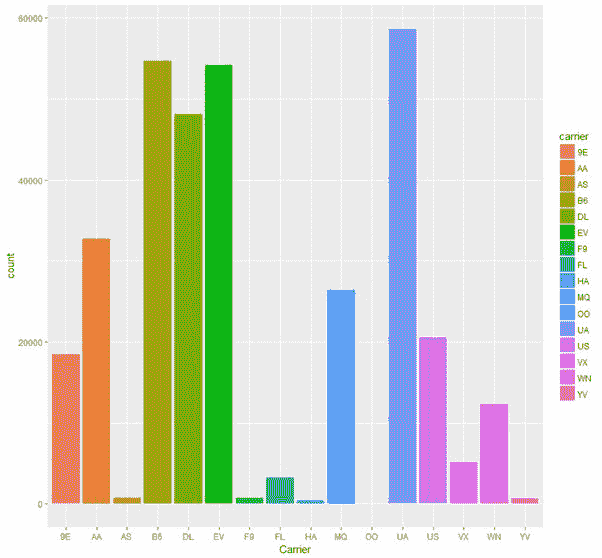 60000
40000
20000
0
count
9E AA AS B6 DL EV F9 FL HA MQ OO UA US VX WN YV
Carrier
carrier
9E
AA
AS
B6
DL
EV
F9
FL
HA
MQ
OO
UA
US
VX
WN
YV